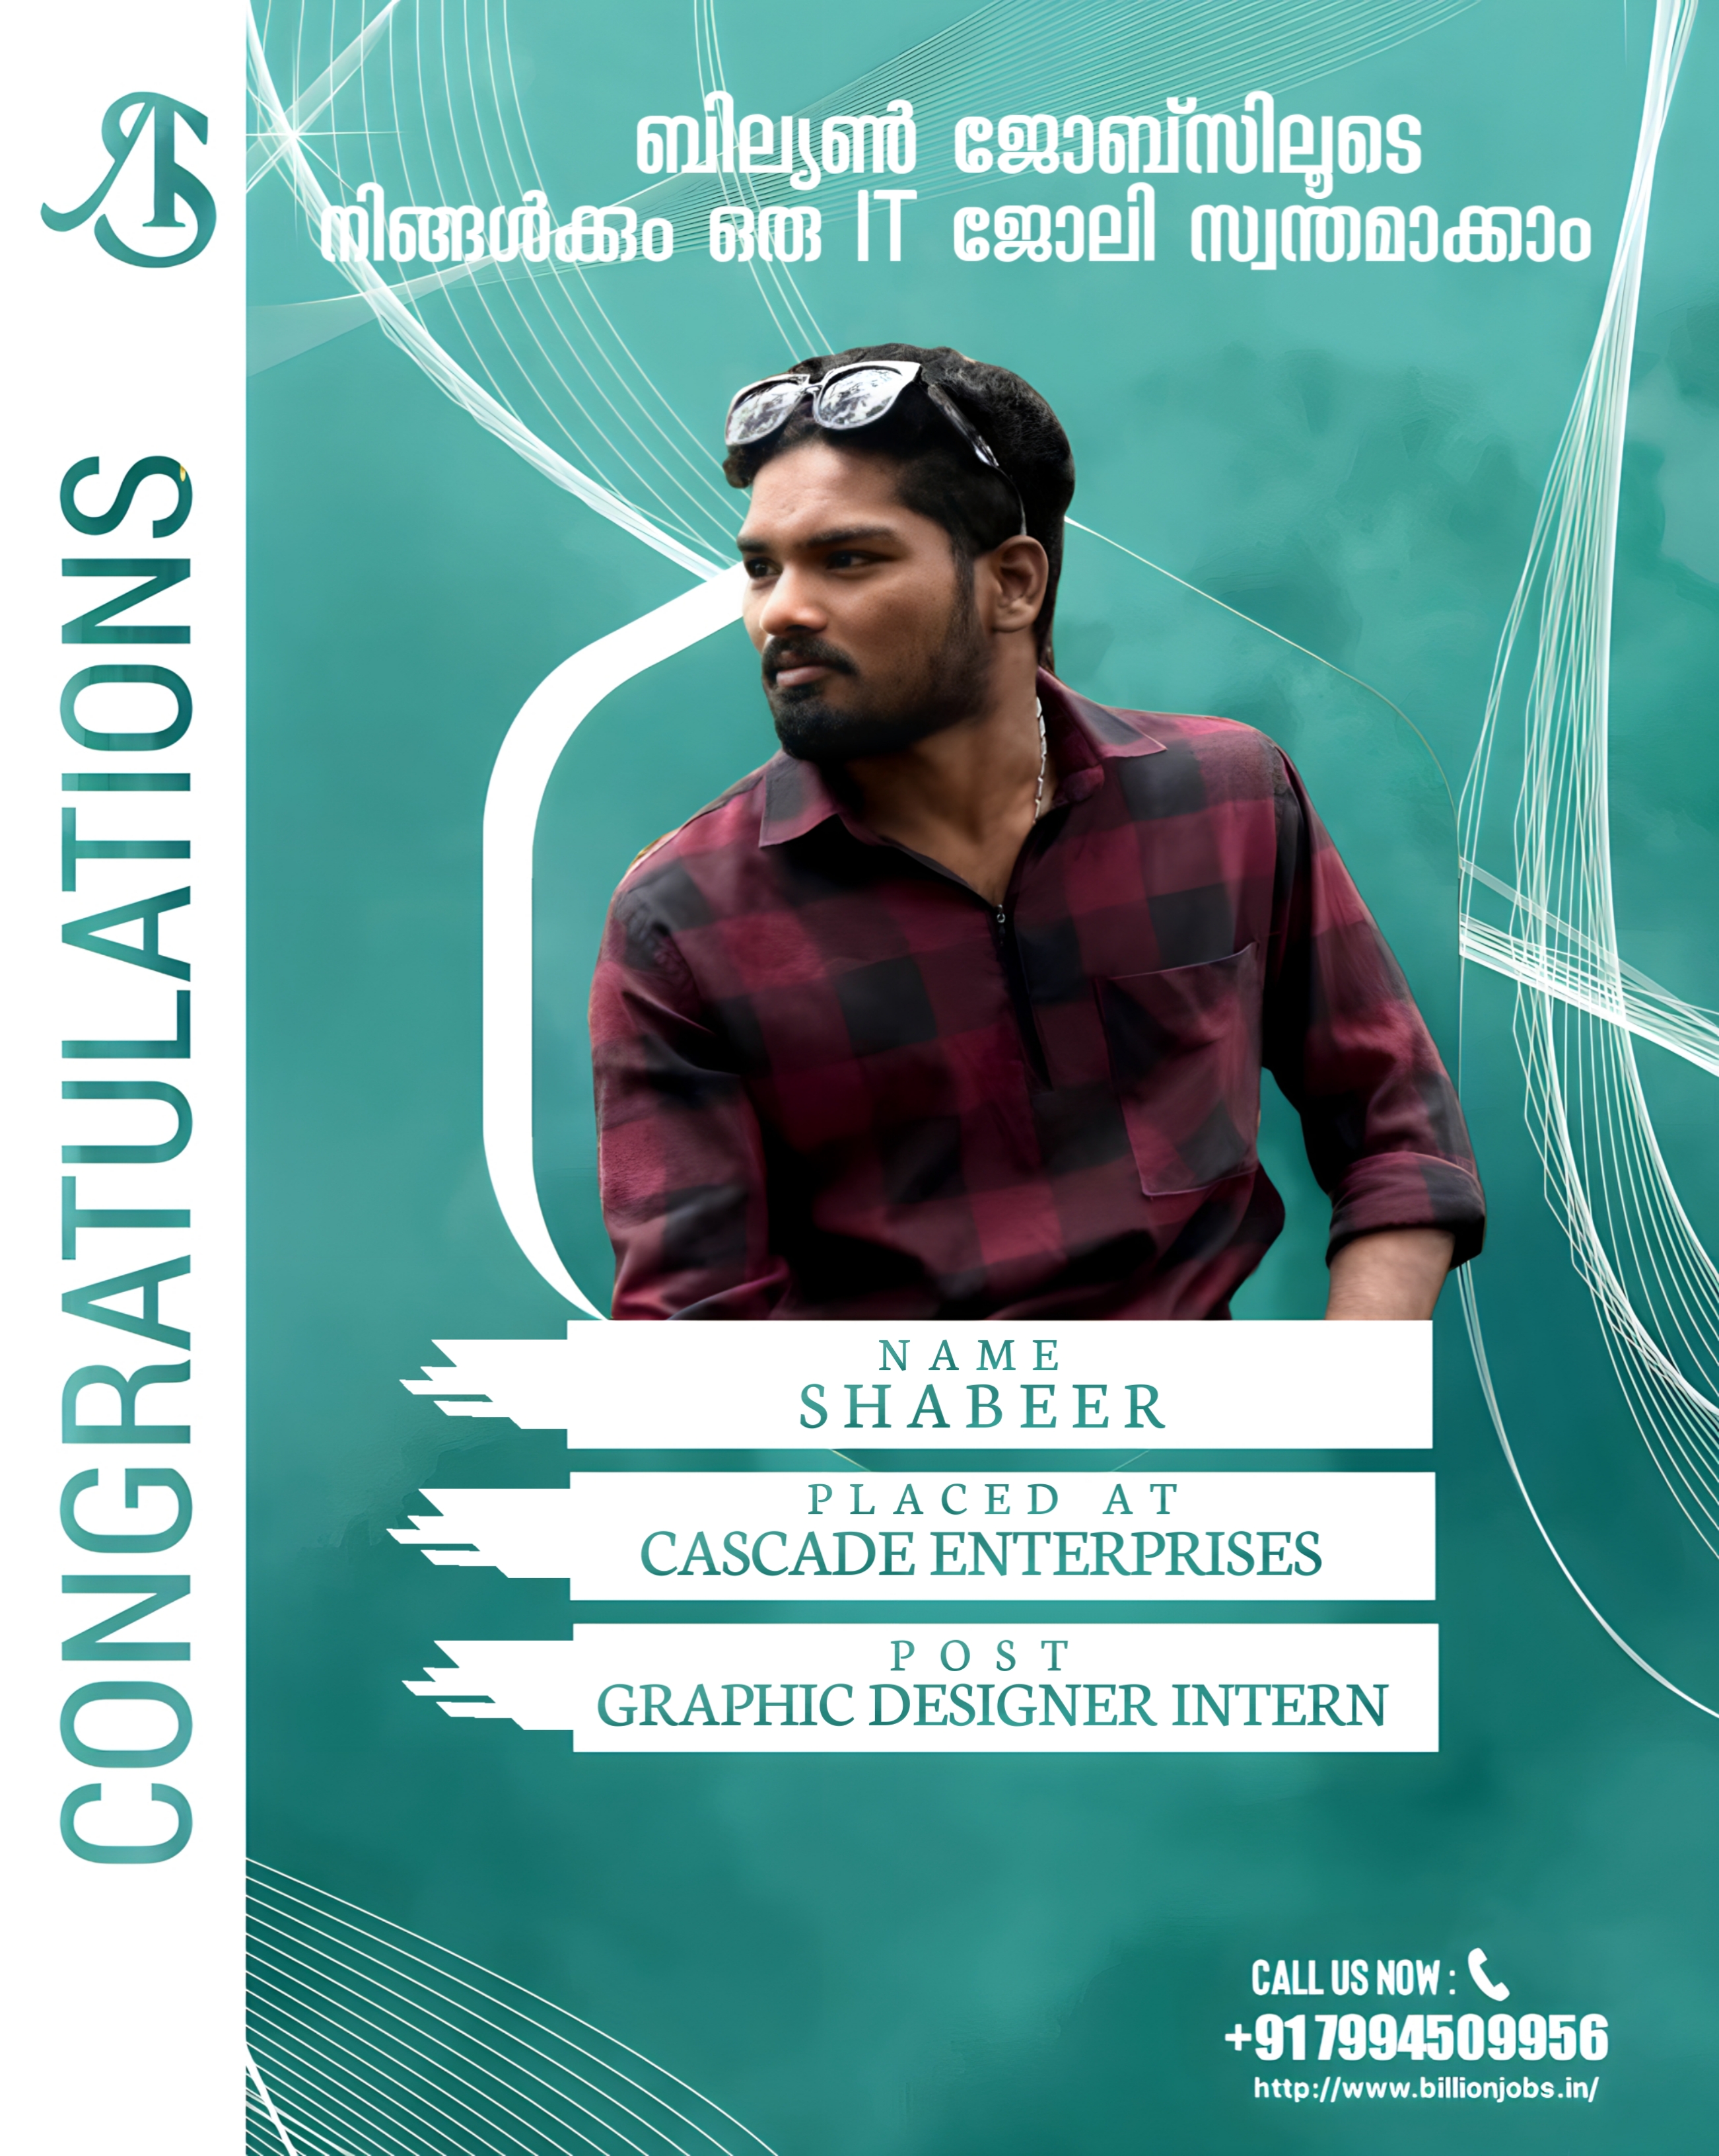 CONGRATULATIONS
ബില്യൺ ജോബ്സിലൂടെ
നിങ്ങൾക്കും ഒരു IT ജോലി സ്വന്തമാക്കാം
NAME
SHABEER
PLACED AT
CASCADE ENTERPRISES
POST
GRAPHIC DESIGNER INTERN
CALL US NOW :
+917994509956
http://www.billionjobs.in/